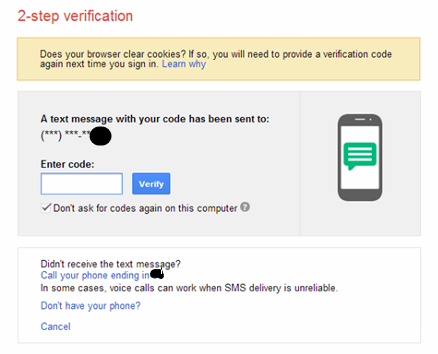 2-step verification
Does your browser clear cookies? If so, you will need to provide a verification code
again next time you sign in. Learn why
A text message with your code has been sent to:
(***) ***-**
Enter code:
Verify
Don't ask for codes again on this computer ?
Didn't receive the text message?
Call your phone ending in
In some cases, voice calls can work when SMS delivery is unreliable.
Don't have your phone?
Cancel